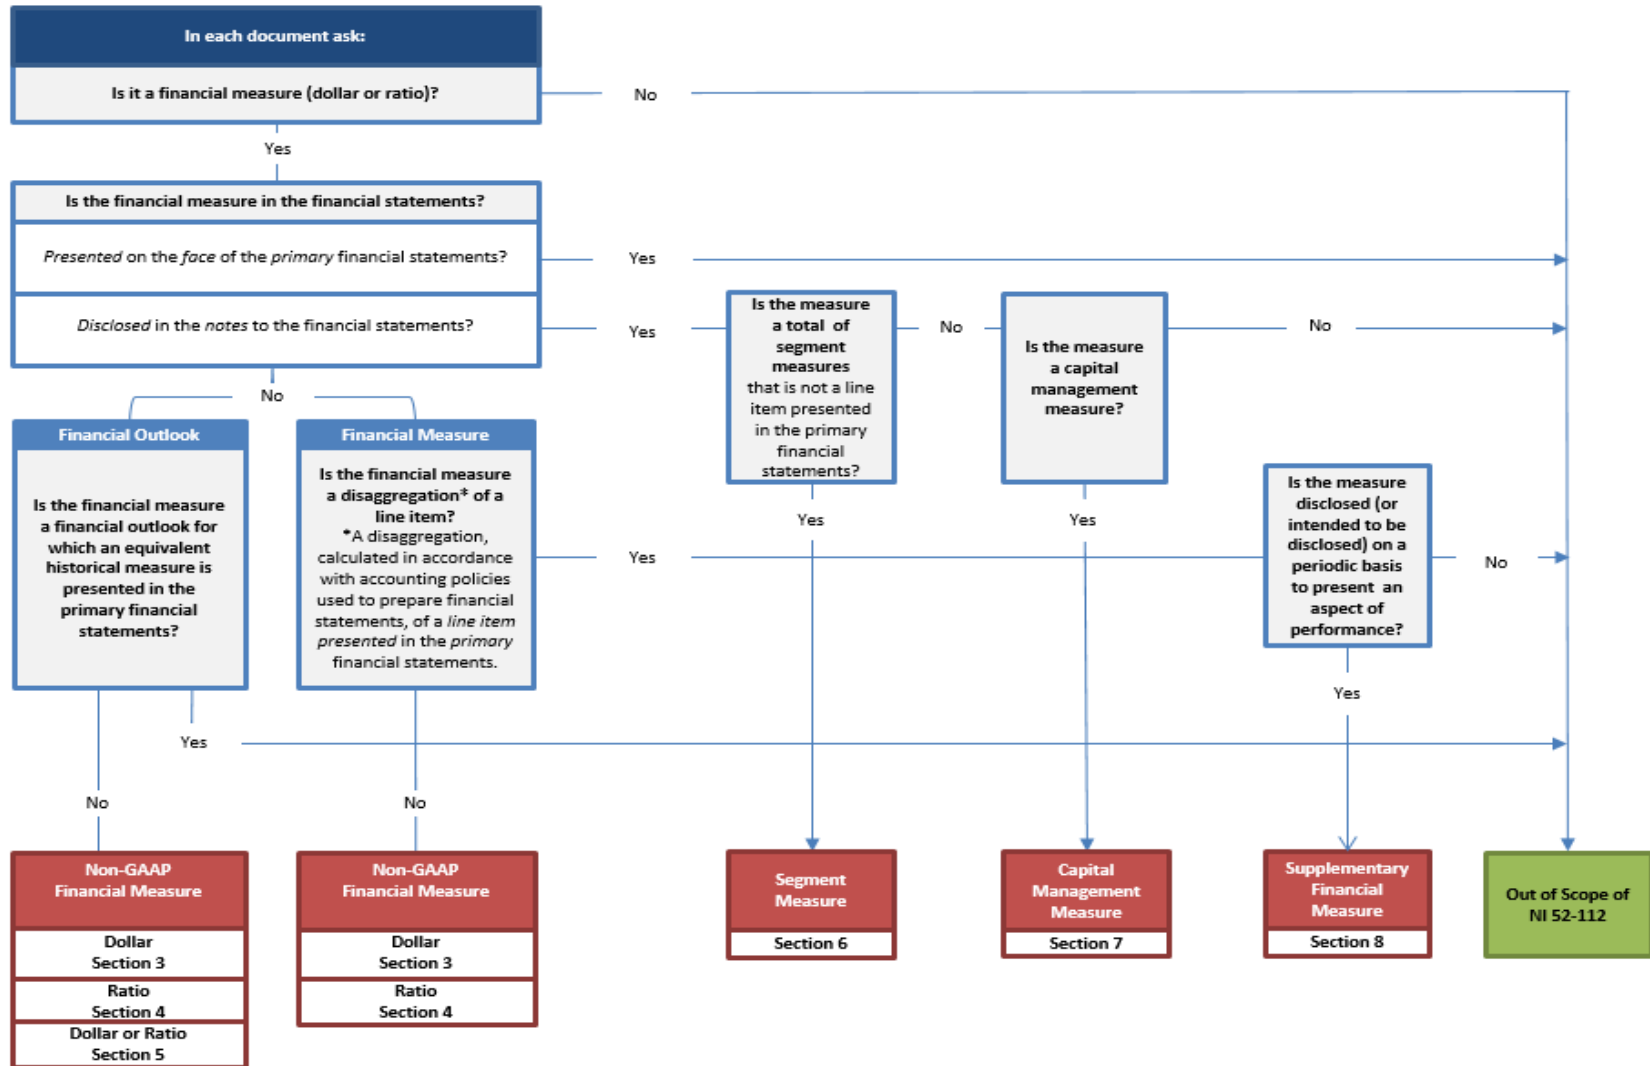 In each document ask:
Is it a financial measure (dollar or ratio)?
No
Yes
Is the financial measure in the financial statements?
Presented on the face of the primary financial statements?
Yes
Disclosed in the notes to the financial statements?
Yes
No
Is the measure
a total of
segment
measures
that is not a line
item presented
in the primary
financial
statements?
No
Is the measure
a capital
management
measure?
No
Financial Outlook
Is the financial measure
a financial outlook for
which an equivalent
historical measure is
presented in the
primary financial
statements?
Financial Measure
Is the financial measure
a disaggregation* of a
line item?
*A disaggregation,
calculated in accordance
with accounting policies
used to prepare financial
statements, of a line item
presented in the primary
financial statements.
Yes
Yes
Yes
Is the measure
disclosed (or
intended to be
disclosed) on a
periodic basis
to present an
aspect of
performance?
No
Yes
Yes
No
No
Non-GAAP
Financial Measure
Dollar
Section 3
Ratio
Section 4
Dollar or Ratio
Section 5
Non-GAAP
Financial Measure
Dollar
Section 3
Ratio
Section 4
Segment
Measure
Section 6
Capital
Management
Measure
Section 7
Supplementary
Financial
Measure
Section 8
Out of Scope of
NI 52-112